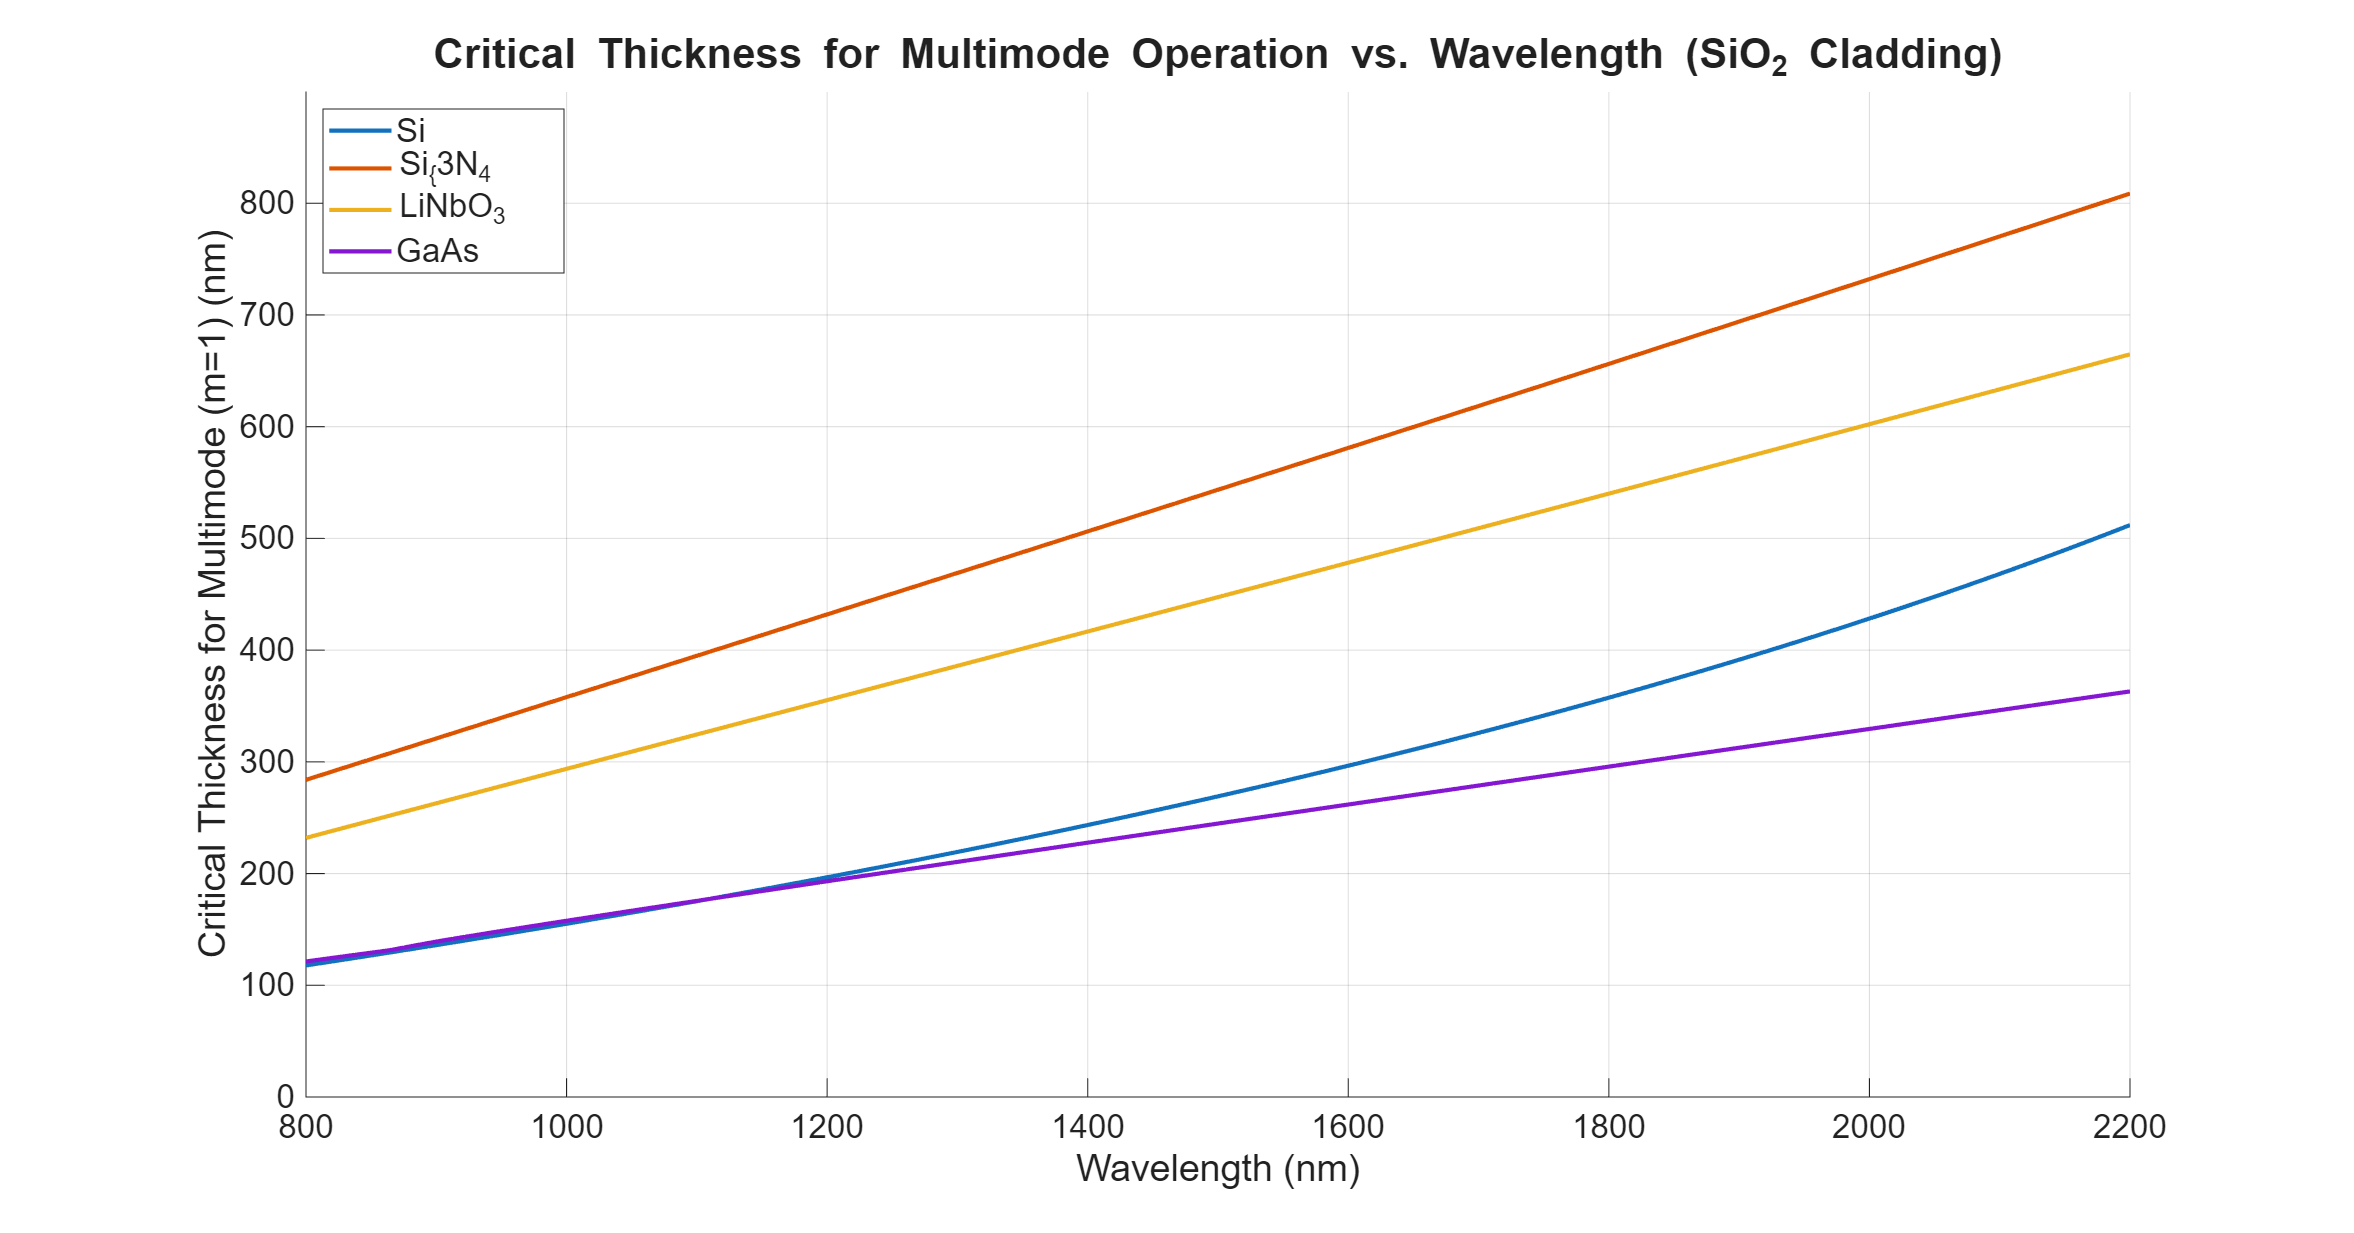 Critical Thickness for Multimode Operation vs. Wavelength (SiO₂ Cladding)
Si
Si{3N₄
LiNbO₃
GaAs
Critical Thickness for Multimode (m=1) (nm)
800
700
600
500
400
300
200
100
0
800 1000 1200 1400 1600 1800 2000 2200
Wavelength (nm)